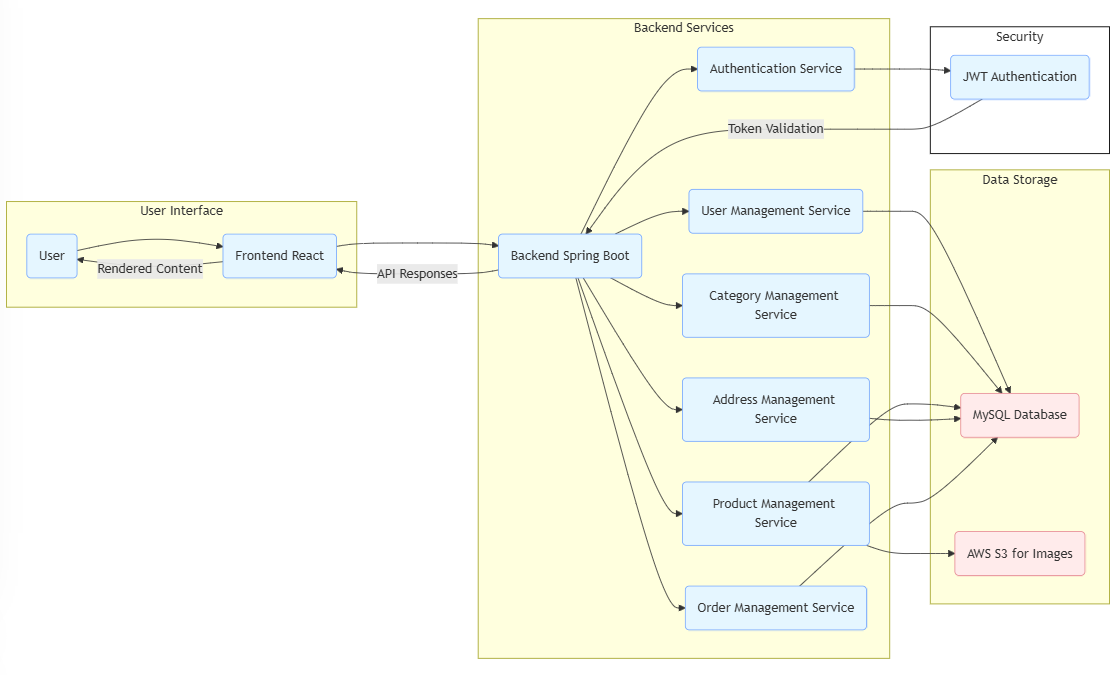 Backend Services
Security
Authentication Service
JWT Authentication
Token Validation
Data Storage
User Interface
User Management Service
User
Frontend React
Rendered Content
API Responses
Backend Spring Boot
Category Management
Service
Address Management
Service
MySQL Database
Product Management
Service
AWS S3 for Images
Order Management Service